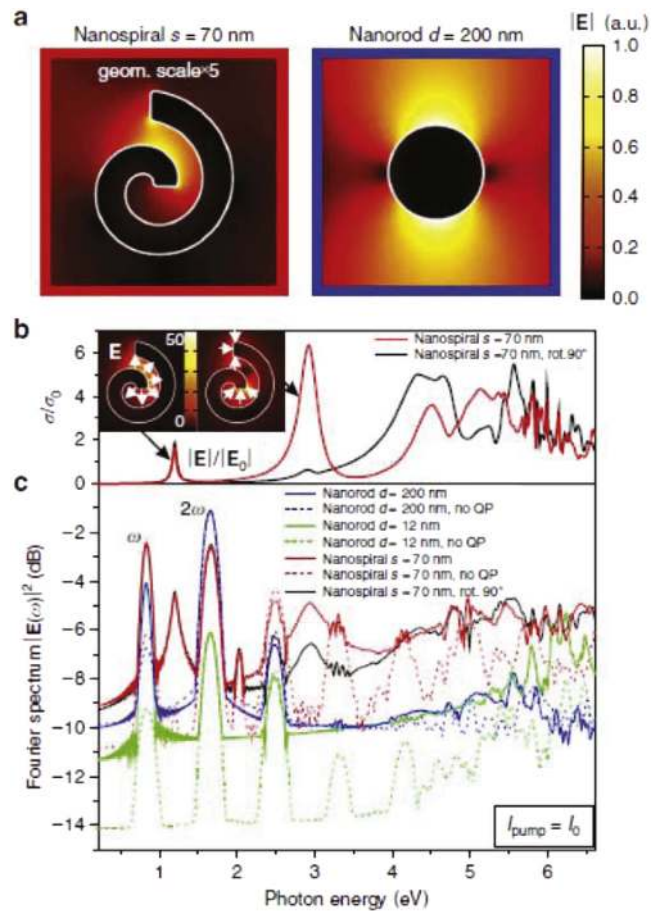 a
Nanospiral s = 70 nm
Nanorod d = 200 nm
|E| (a.u.)
geom. scale×5
1.0
0.8
0.6
0.4
0.2
0.0
b
E
50
0
Nanospiral s = 70 nm
Nanospiral s = 70 nm, rot.90°
σ/σ₀
6
4
2
0
|E|/|E₀|
c
ω
2ω
Nanorod d = 200 nm
Nanorod d = 200 nm, no QP
Nanorod d = 12 nm
Nanorod d = 12 nm, no QP
Nanospiral s = 70 nm
Nanospiral s = 70 nm, no QP
Nanospiral s = 70 nm, rot. 90°
Fourier spectrum |E(ω)|² (dB)
−2
−4
−6
−8
−10
−12
−14
I pump = I₀
1
2
3
4
5
6
Photon energy (eV)